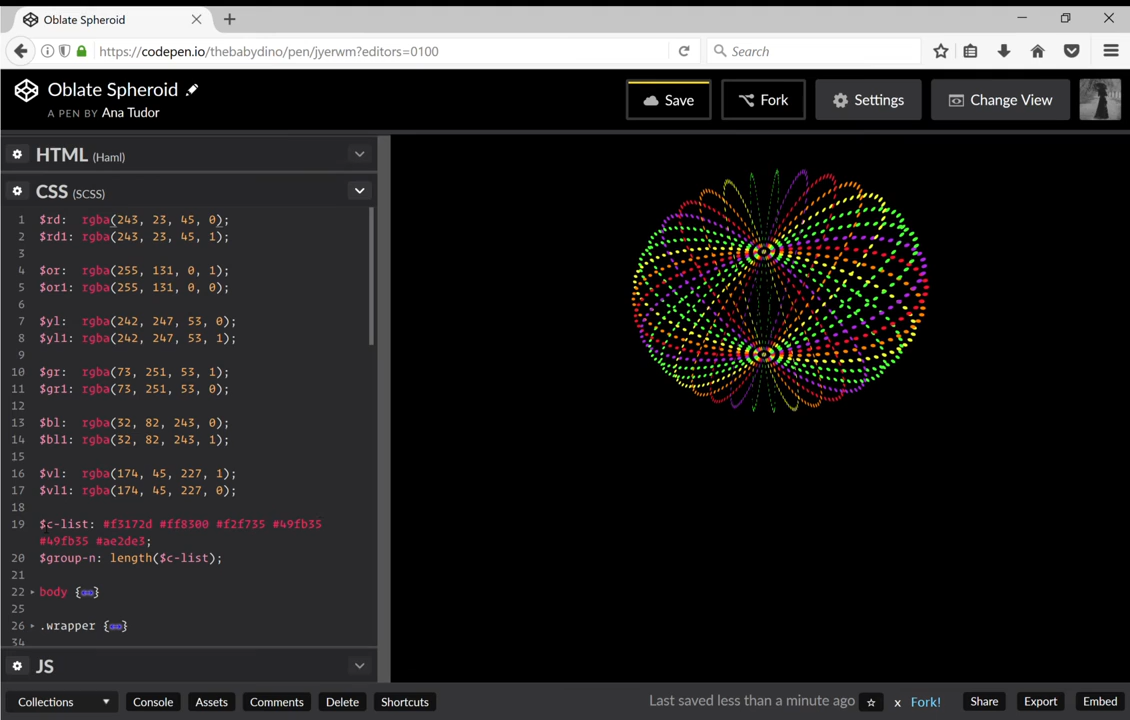 Oblate Spheroid
https://codepen.io/thebabydino/pen/jyerwm?editors=0100
Search
Oblate Spheroid
A PEN BY Ana Tudor
Save
Fork
Settings
Change View
HTML (Haml)
CSS (SCSS)
1 $rd: rgba(243, 23, 45, 0);
2 $rd1: rgba(243, 23, 45, 1);
3
4 $or: rgba(255, 131, 0, 1);
5 $or1: rgba(255, 131, 0, 0);
6
7 $yl: rgba(242, 247, 53, 0);
8 $yl1: rgba(242, 247, 53, 1);
9
10 $gr: rgba(73, 251, 53, 1);
11 $gr1: rgba(73, 251, 53, 0);
12
13 $bl: rgba(32, 82, 243, 0);
14 $bl1: rgba(32, 82, 243, 1);
15
16 $vl: rgba(174, 45, 227, 1);
17 $vl1: rgba(174, 45, 227, 0);
18
19 $c-list: #f3172d #ff8300 #f2f735 #49fb35
#49fb35 #ae2de3;
20 $group-n: length($c-list);
21
22 body {}
25
26 .wrapper {}
34
JS
Collections
Console
Assets
Comments
Delete
Shortcuts
Last saved less than a minute ago
x Fork!
Share
Export
Embed